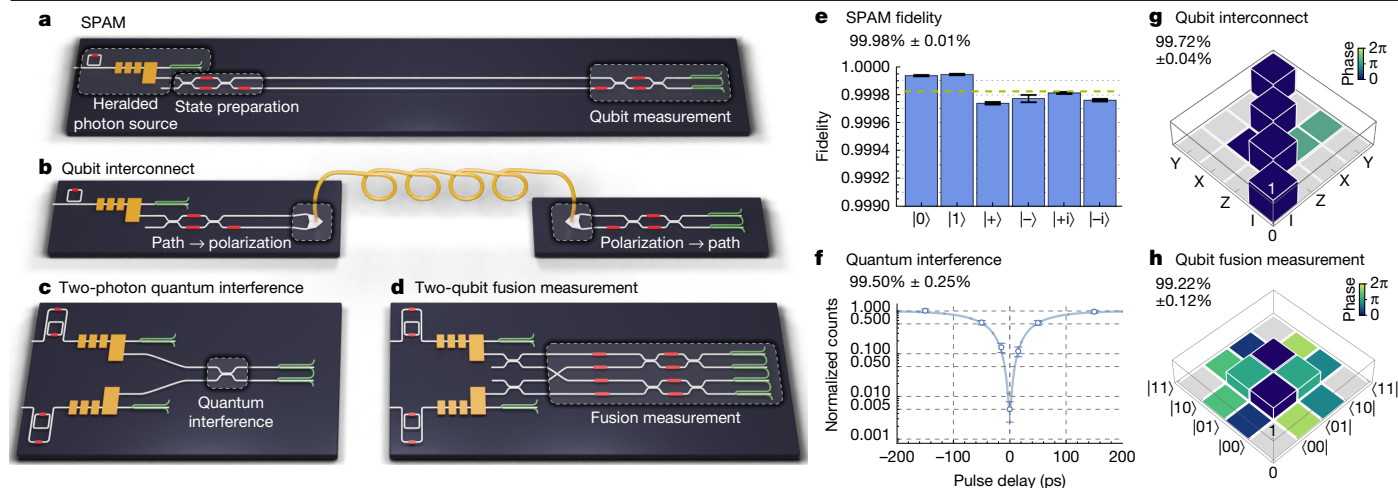 a SPAM
Heralded
photon source
State preparation
Qubit measurement
b Qubit interconnect
Path → polarization
Polarization → path
c Two-photon quantum interference
Quantum
interference
d Two-qubit fusion measurement
Fusion measurement
e SPAM fidelity
99.98% ± 0.01%
Fidelity
1.0000
0.9998
0.9996
0.9994
0.9992
0.9990
|0⟩ |1⟩ |+⟩ |−⟩ |+i⟩ |−i⟩
f Quantum interference
99.50% ± 0.25%
Normalized counts
1.000
0.500
0.100
0.050
0.010
0.005
0.001
−200 −100 0 100 200
Pulse delay (ps)
g Qubit interconnect
99.72%
±0.04%
Phase
2π
π
0
Y X Z I
I Z X Y
1
0
h Qubit fusion measurement
99.22%
±0.12%
Phase
2π
π
0
|11⟩ |10⟩ |01⟩ |00⟩
⟨00| ⟨01| ⟨10| ⟨11|
1
0